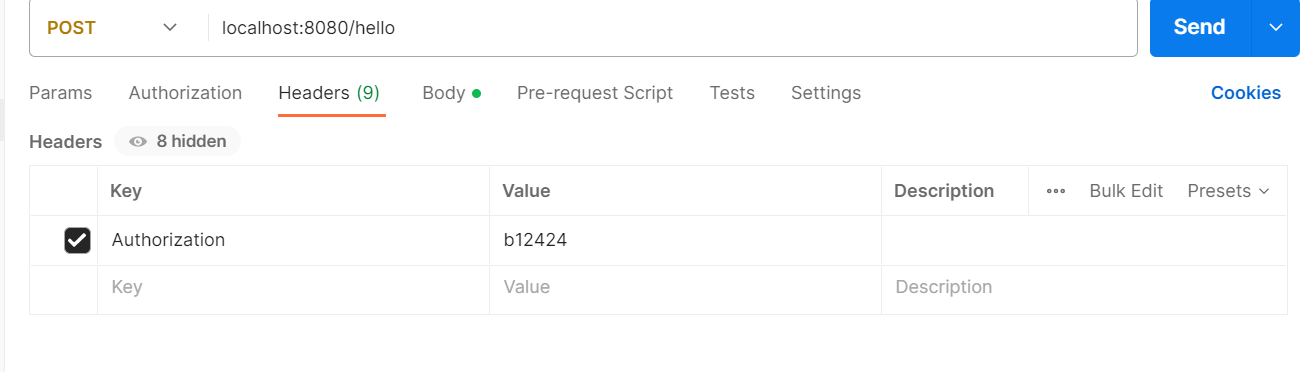 POST localhost:8080/hello Send
Params Authorization Headers (9) Body Pre-request Script Tests Settings Cookies
Headers 8 hidden
Key Value Description Bulk Edit Presets
Authorization b12424
Key Value Description